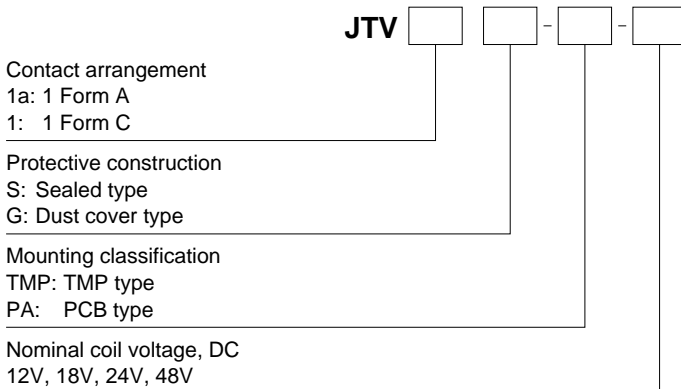 JTV - -
Contact arrangement
1a: 1 Form A
1: 1 Form C
Protective construction
S: Sealed type
G: Dust cover type
Mounting classification
TMP: TMP type
PA: PCB type
Nominal coil voltage, DC
12V, 18V, 24V, 48V